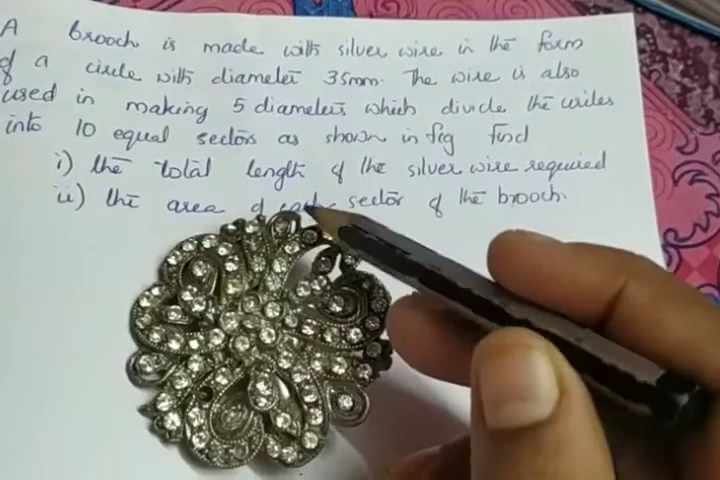 A brooch is made with silver wire in the form
of a circle with diameter 35mm. The wire is also
used in making 5 diameters which divide the circles
into 10 equal sectors as shown in fig find
i) the total length of the silver wire required
ii) the area of each sector of the brooch.